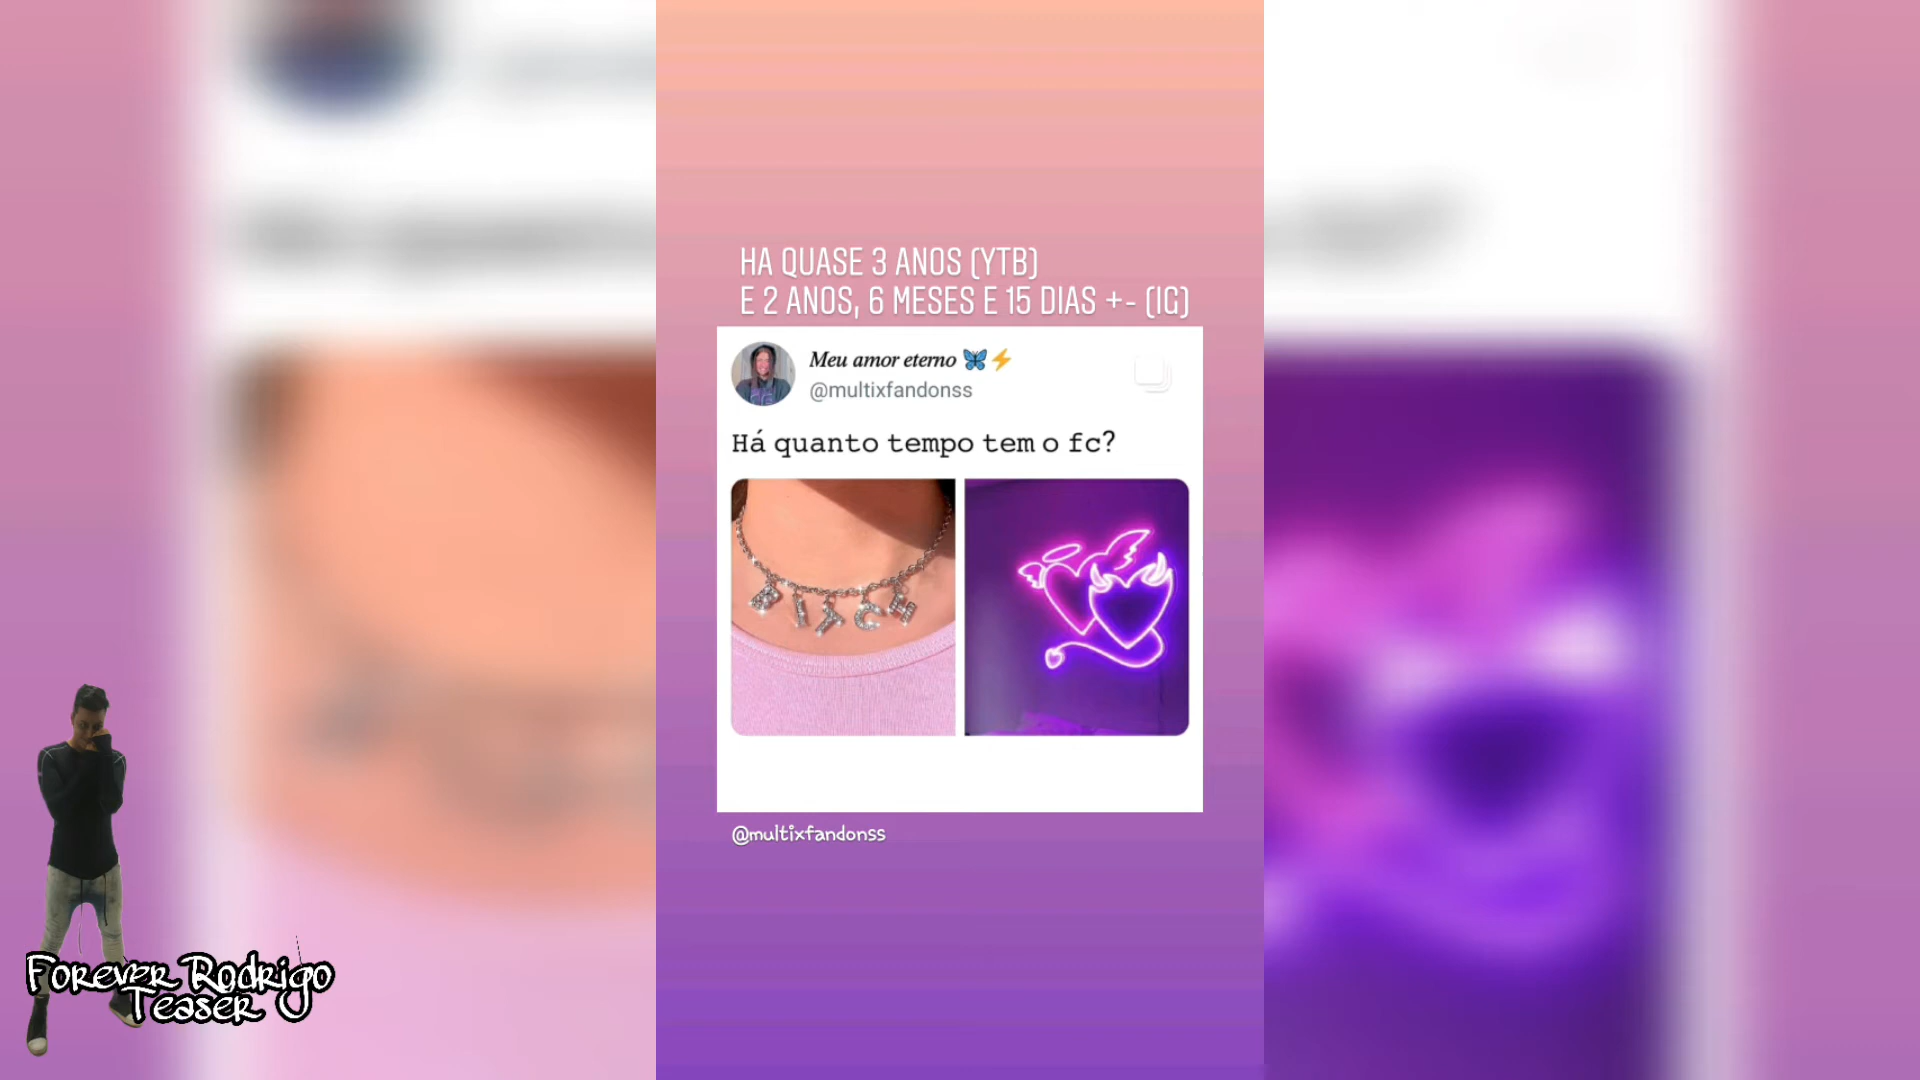 HA QUASE 3 ANOS (YTB)
E 2 ANOS, 6 MESES E 15 DIAS +- (IG)
Meu amor eterno 🦋⚡
@multixfandonss
Há quanto tempo tem o fc?
BITCH
@multixfandonss
Forever Rodrigo
Teaser